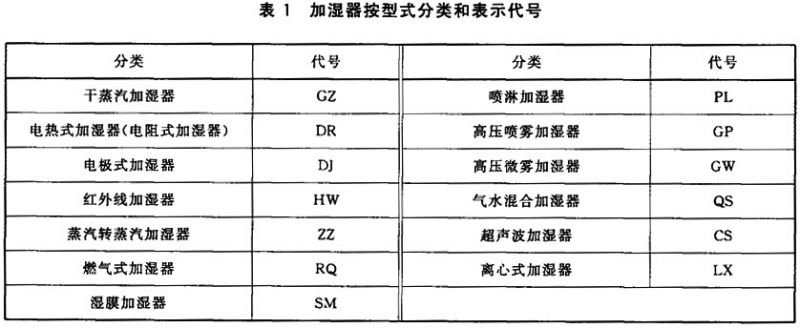 表 1 加湿器按型式分类和表示代号
分类 代号 分类 代号
干蒸汽加湿器 GZ 喷淋加湿器 PL
电热式加湿器(电阻式加湿器) DR 高压喷雾加湿器 GP
电极式加湿器 DJ 高压微雾加湿器 GW
红外线加湿器 HW 气水混合加湿器 QS
蒸汽转蒸汽加湿器 ZZ 超声波加湿器 CS
燃气式加湿器 RQ 离心式加湿器 LX
湿膜加湿器 SM